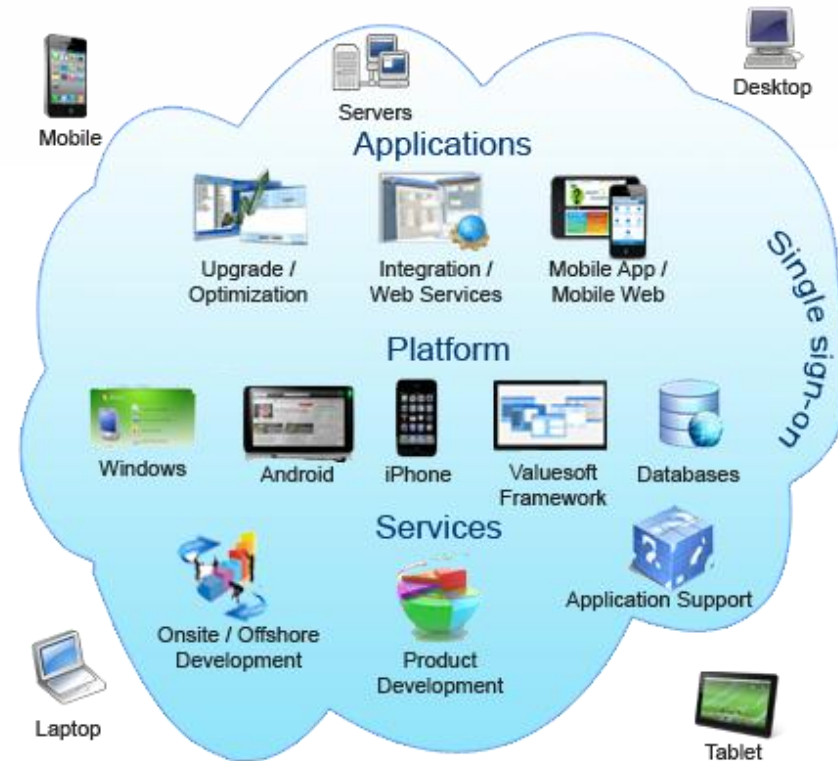 Mobile
Servers
Desktop
Applications
Upgrade /
Optimization
Integration /
Web Services
Mobile App /
Mobile Web
Single sign-on
Platform
Windows
Android
iPhone
Valuesoft
Framework
Databases
Services
Onsite / Offshore
Development
Product
Development
Application Support
Laptop
Tablet